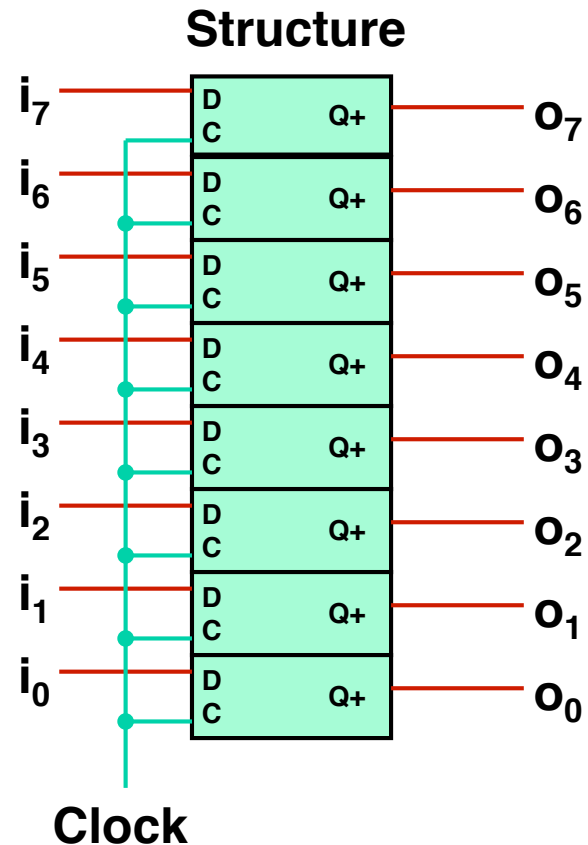 Structure
i7 D C Q+ o7
i6 D C Q+ o6
i5 D C Q+ o5
i4 D C Q+ o4
i3 D C Q+ o3
i2 D C Q+ o2
i1 D C Q+ o1
i0 D C Q+ o0
Clock